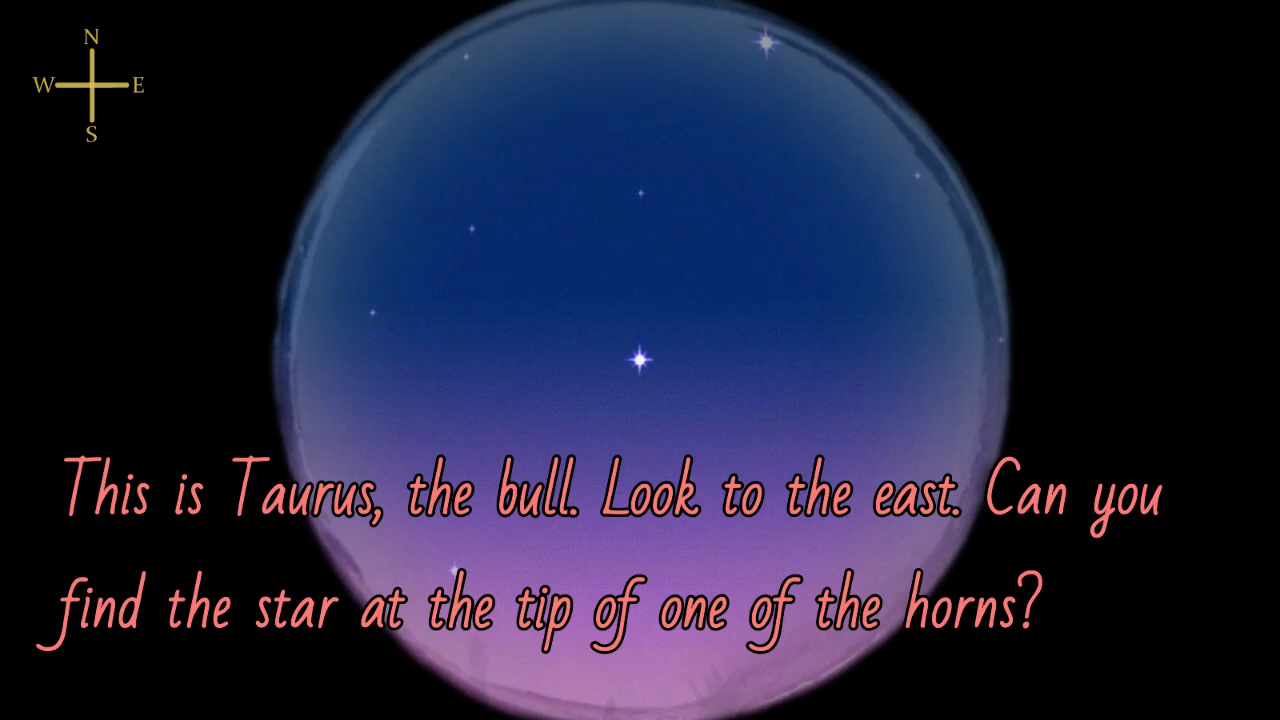 N
W E
S
This is Taurus, the bull. Look to the east. Can you
find the star at the tip of one of the horns?